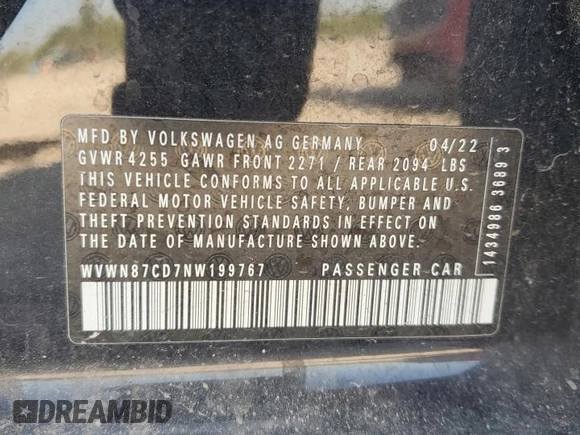 MFD BY VOLKSWAGEN AG GERMANY 04/22
GVWR 4255 GAWR FRONT 2271 / REAR 2094 LBS
THIS VEHICLE CONFORMS TO ALL APPLICABLE U.S.
FEDERAL MOTOR VEHICLE SAFETY, BUMPER AND
THEFT PREVENTION STANDARDS IN EFFECT ON
THE DATE OF MANUFACTURE SHOWN ABOVE.
WVWN87CD7NW199767 PASSENGER CAR
1434986 3689 3
DREAMBID